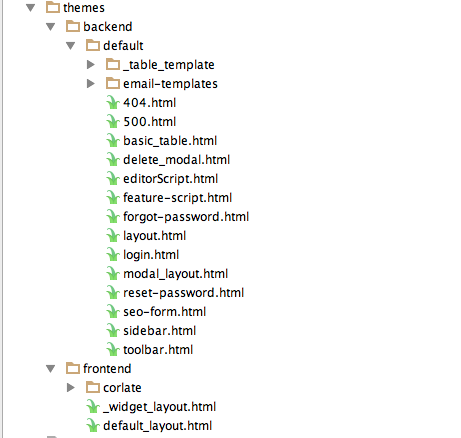 themes
backend
default
_table_template
email-templates
404.html
500.html
basic_table.html
delete_modal.html
editorScript.html
feature-script.html
forgot-password.html
layout.html
login.html
modal_layout.html
reset-password.html
seo-form.html
sidebar.html
toolbar.html
frontend
corlate
_widget_layout.html
default_layout.html